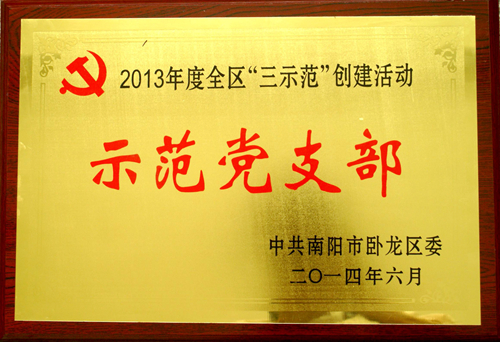 2013年度全区“三示范”创建活动
示范党支部
中共南阳市卧龙区委
二〇一四年六月